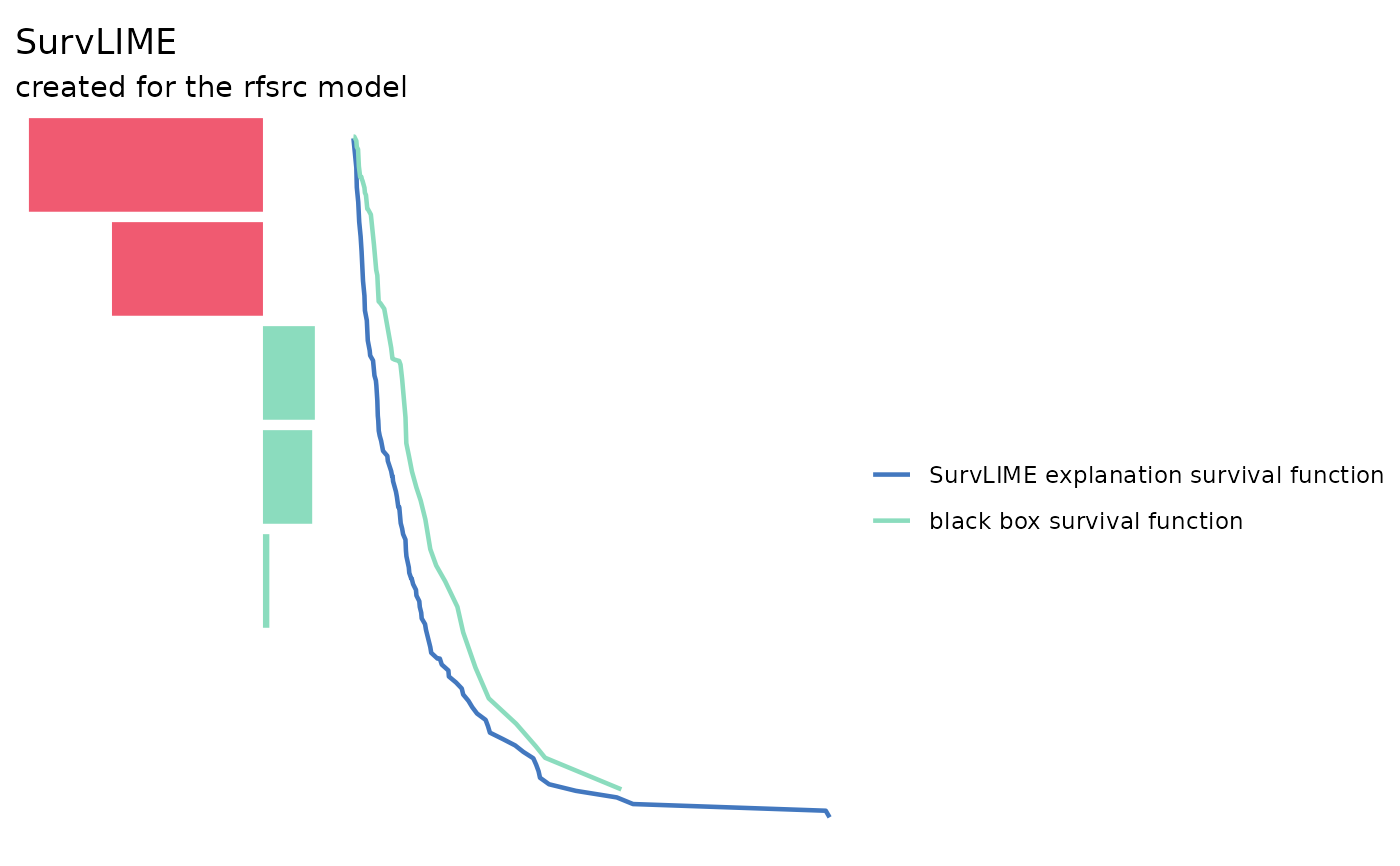 SurvLIME
created for the rfsrc model
SurvLIME explanation survival function
black box survival function